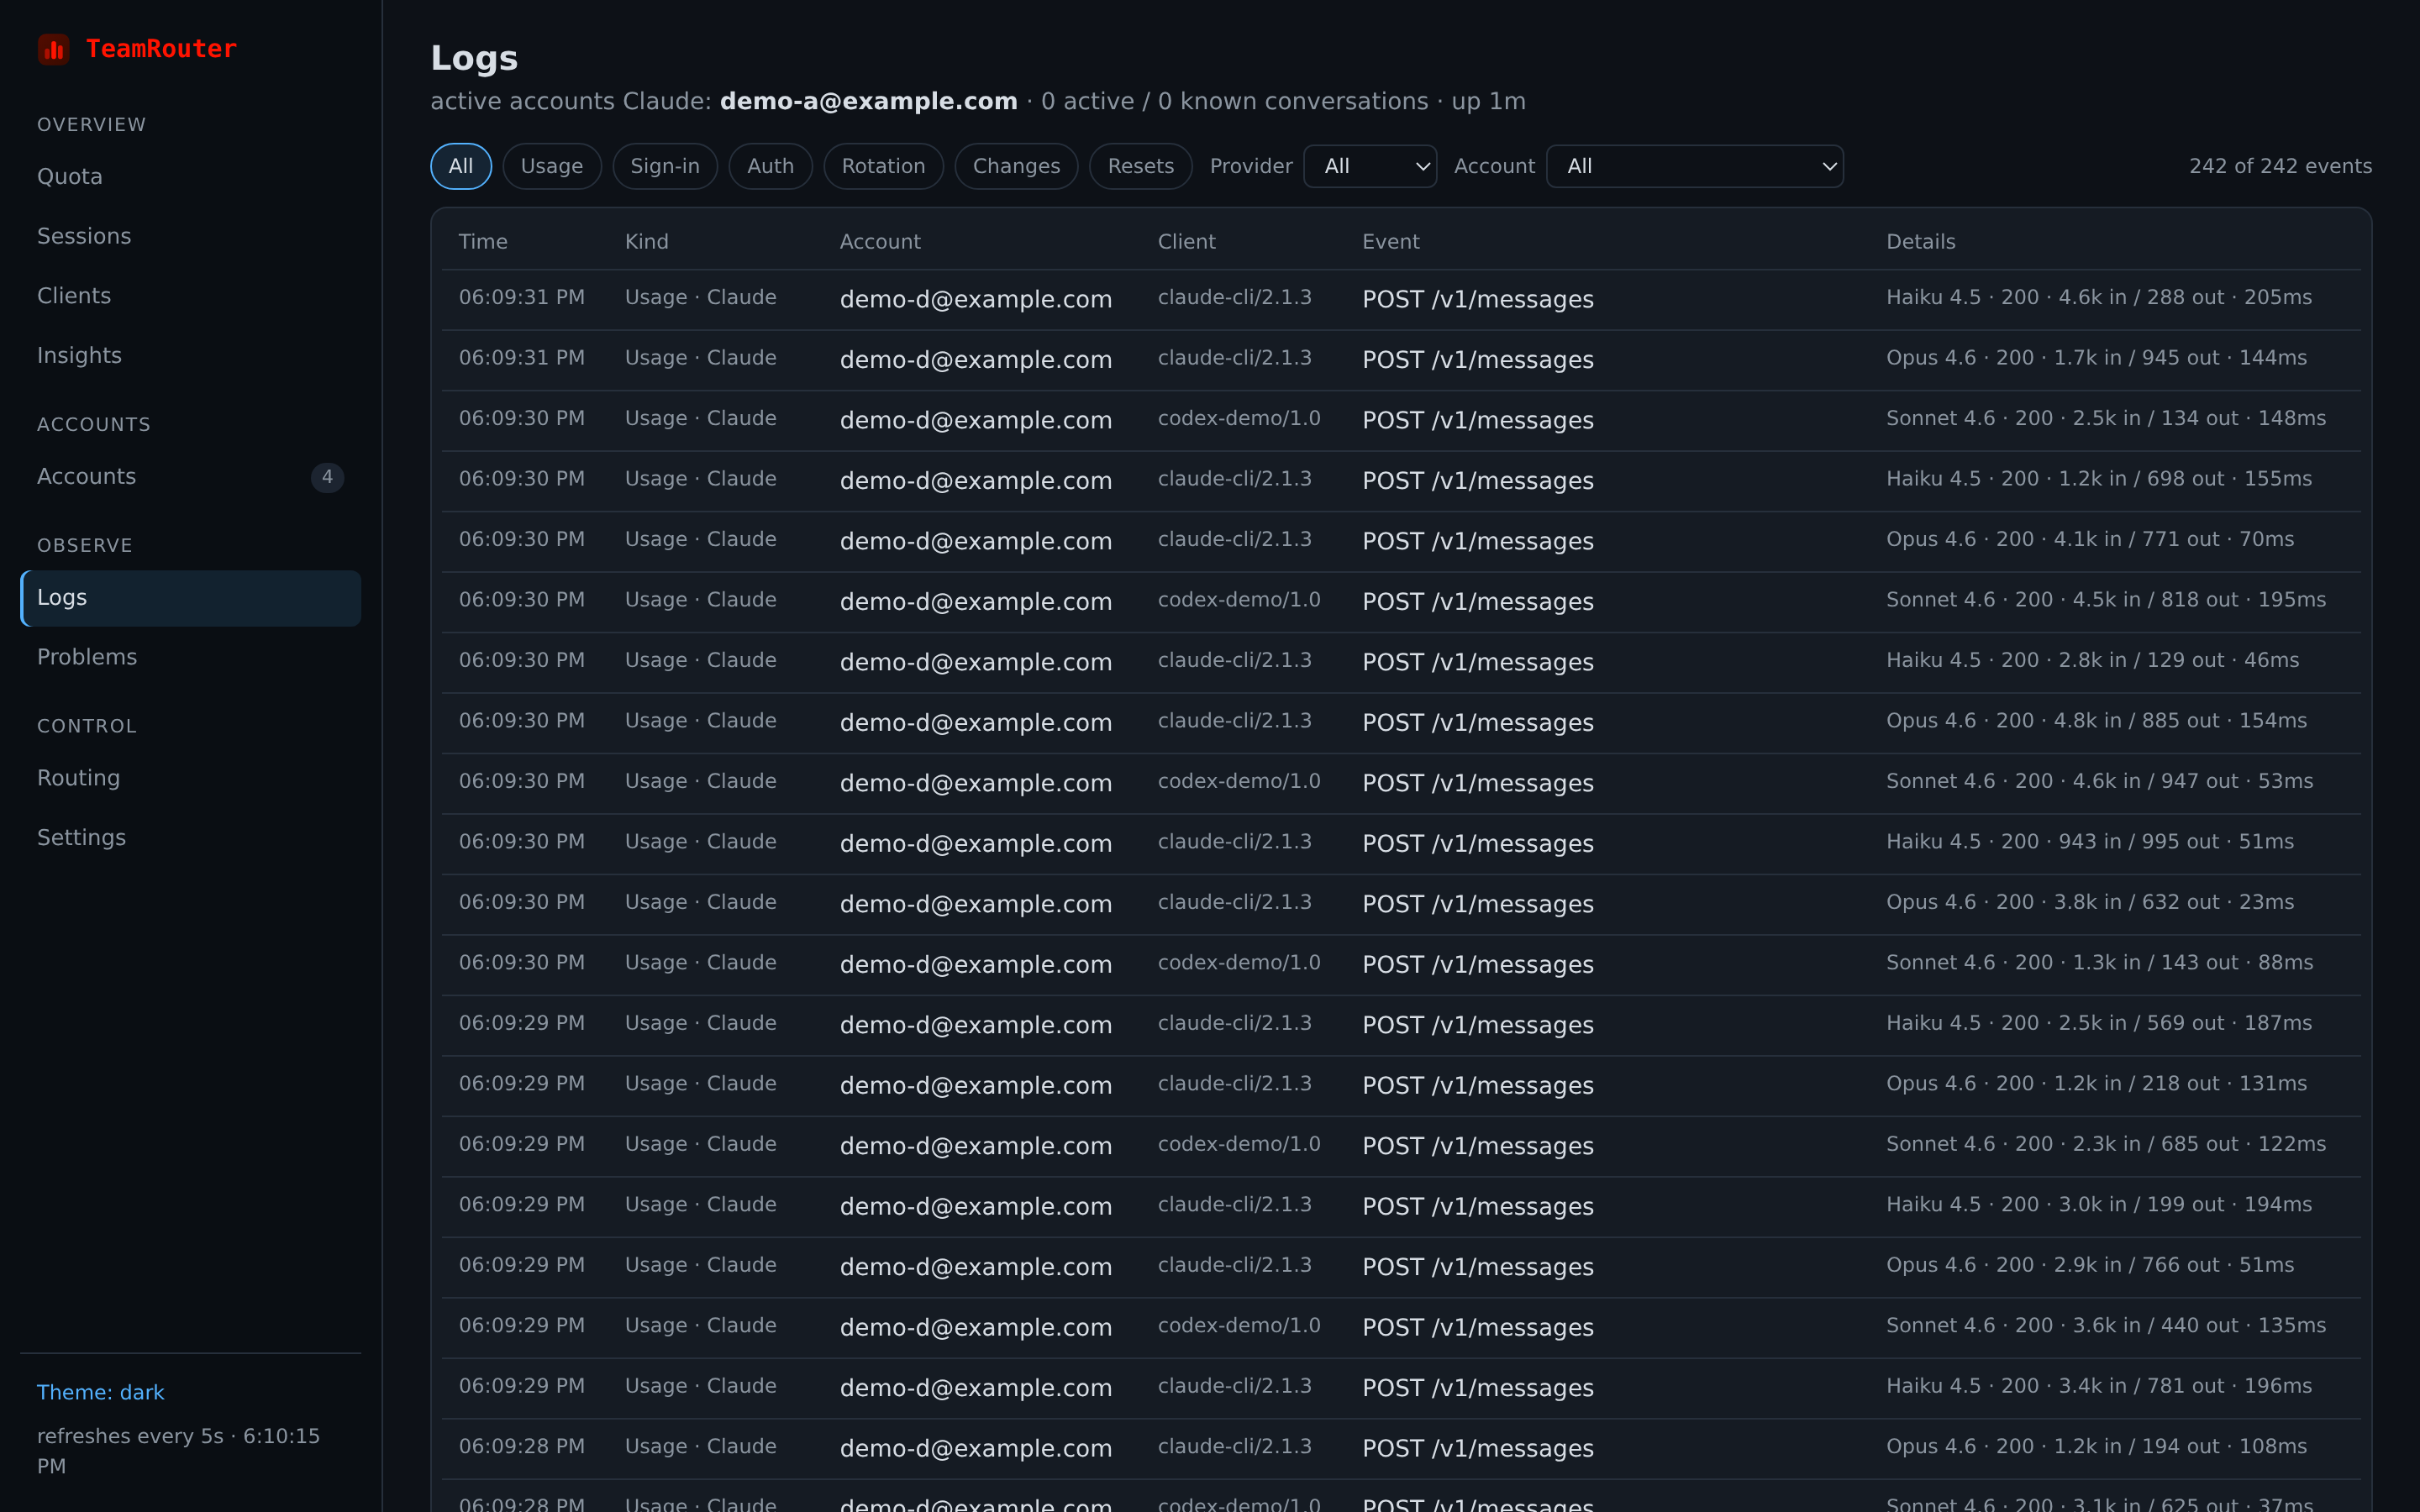 TeamRouter
OVERVIEW
Quota
Sessions
Clients
Insights
ACCOUNTS
Accounts 4
OBSERVE
Logs
Problems
CONTROL
Routing
Settings
Theme: dark
refreshes every 5s · 6:10:15
PM
Logs
active accounts Claude: demo-a@example.com · 0 active / 0 known conversations · up 1m
All Usage Sign-in Auth Rotation Changes Resets Provider All Account All 242 of 242 events
Time Kind Account Client Event Details
06:09:31 PM Usage · Claude demo-d@example.com claude-cli/2.1.3 POST /v1/messages Haiku 4.5 · 200 · 4.6k in / 288 out · 205ms
06:09:31 PM Usage · Claude demo-d@example.com claude-cli/2.1.3 POST /v1/messages Opus 4.6 · 200 · 1.7k in / 945 out · 144ms
06:09:30 PM Usage · Claude demo-d@example.com codex-demo/1.0 POST /v1/messages Sonnet 4.6 · 200 · 2.5k in / 134 out · 148ms
06:09:30 PM Usage · Claude demo-d@example.com claude-cli/2.1.3 POST /v1/messages Haiku 4.5 · 200 · 1.2k in / 698 out · 155ms
06:09:30 PM Usage · Claude demo-d@example.com claude-cli/2.1.3 POST /v1/messages Opus 4.6 · 200 · 4.1k in / 771 out · 70ms
06:09:30 PM Usage · Claude demo-d@example.com codex-demo/1.0 POST /v1/messages Sonnet 4.6 · 200 · 4.5k in / 818 out · 195ms
06:09:30 PM Usage · Claude demo-d@example.com claude-cli/2.1.3 POST /v1/messages Haiku 4.5 · 200 · 2.8k in / 129 out · 46ms
06:09:30 PM Usage · Claude demo-d@example.com claude-cli/2.1.3 POST /v1/messages Opus 4.6 · 200 · 4.8k in / 885 out · 154ms
06:09:30 PM Usage · Claude demo-d@example.com codex-demo/1.0 POST /v1/messages Sonnet 4.6 · 200 · 4.6k in / 947 out · 53ms
06:09:30 PM Usage · Claude demo-d@example.com claude-cli/2.1.3 POST /v1/messages Haiku 4.5 · 200 · 943 in / 995 out · 51ms
06:09:30 PM Usage · Claude demo-d@example.com claude-cli/2.1.3 POST /v1/messages Opus 4.6 · 200 · 3.8k in / 632 out · 23ms
06:09:30 PM Usage · Claude demo-d@example.com codex-demo/1.0 POST /v1/messages Sonnet 4.6 · 200 · 1.3k in / 143 out · 88ms
06:09:29 PM Usage · Claude demo-d@example.com claude-cli/2.1.3 POST /v1/messages Haiku 4.5 · 200 · 2.5k in / 569 out · 187ms
06:09:29 PM Usage · Claude demo-d@example.com claude-cli/2.1.3 POST /v1/messages Opus 4.6 · 200 · 1.2k in / 218 out · 131ms
06:09:29 PM Usage · Claude demo-d@example.com codex-demo/1.0 POST /v1/messages Sonnet 4.6 · 200 · 2.3k in / 685 out · 122ms
06:09:29 PM Usage · Claude demo-d@example.com claude-cli/2.1.3 POST /v1/messages Haiku 4.5 · 200 · 3.0k in / 199 out · 194ms
06:09:29 PM Usage · Claude demo-d@example.com claude-cli/2.1.3 POST /v1/messages Opus 4.6 · 200 · 2.9k in / 766 out · 51ms
06:09:29 PM Usage · Claude demo-d@example.com codex-demo/1.0 POST /v1/messages Sonnet 4.6 · 200 · 3.6k in / 440 out · 135ms
06:09:29 PM Usage · Claude demo-d@example.com claude-cli/2.1.3 POST /v1/messages Haiku 4.5 · 200 · 3.4k in / 781 out · 196ms
06:09:28 PM Usage · Claude demo-d@example.com claude-cli/2.1.3 POST /v1/messages Opus 4.6 · 200 · 1.2k in / 194 out · 108ms
06:09:28 PM Usage · Claude demo-d@example.com codex-demo/1.0 POST /v1/messages Sonnet 4.6 · 200 · 3.1k in / 625 out · 37ms